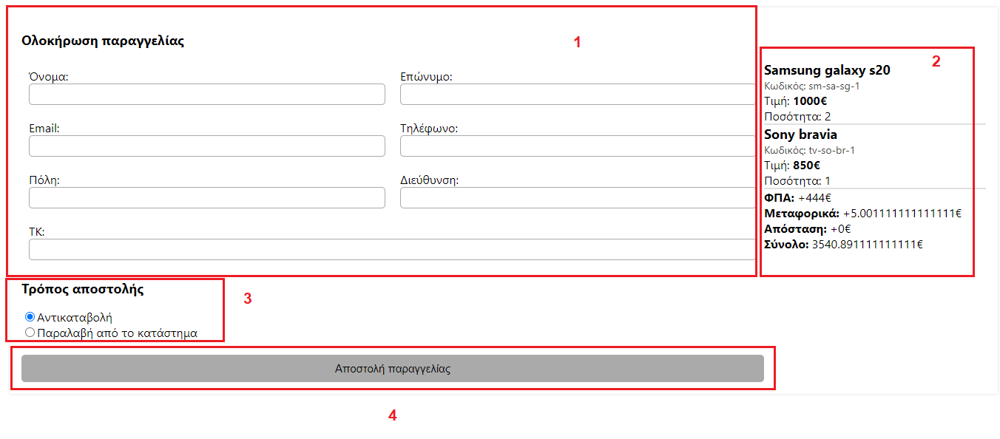 Ολοκήρωση παραγγελίας
1
Όνομα:
Επώνυμο:
Email:
Τηλέφωνο:
Πόλη:
Διεύθυνση:
ΤΚ:
2
Samsung galaxy s20
Κωδικός: sm-sa-sg-1
Τιμή: 1000€
Ποσότητα: 2
Sony bravia
Κωδικός: tv-so-br-1
Τιμή: 850€
Ποσότητα: 1
ΦΠΑ: +444€
Μεταφορικά: +5.001111111111111€
Απόσταση: +0€
Σύνολο: 3540.891111111111€
Τρόπος αποστολής
3
Αντικαταβολή
Παραλαβή από το κατάστημα
Αποστολή παραγγελίας
4